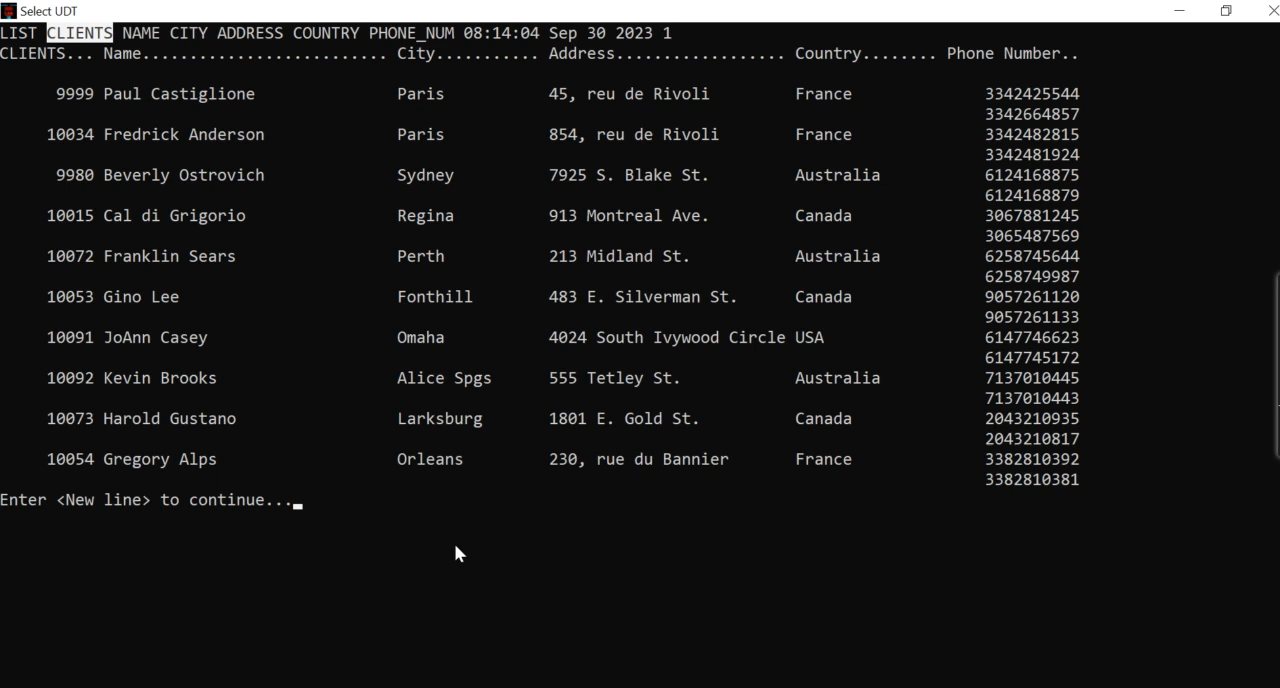 Select UDT
LIST CLIENTS NAME CITY ADDRESS COUNTRY PHONE_NUM 08:14:04 Sep 30 2023 1
CLIENTS... Name.......................... City........... Address.................. Country........ Phone Number..
9999 Paul Castiglione Paris 45, reu de Rivoli France 3342425544
3342664857
10034 Fredrick Anderson Paris 854, reu de Rivoli France 3342482815
3342481924
9980 Beverly Ostrovich Sydney 7925 S. Blake St. Australia 6124168875
6124168879
10015 Cal di Grigorio Regina 913 Montreal Ave. Canada 3067881245
3065487569
10072 Franklin Sears Perth 213 Midland St. Australia 6258745644
6258749987
10053 Gino Lee Fonthill 483 E. Silverman St. Canada 9057261120
9057261133
10091 JoAnn Casey Omaha 4024 South Ivywood Circle USA 6147746623
6147745172
10092 Kevin Brooks Alice Spgs 555 Tetley St. Australia 7137010445
7137010443
10073 Harold Gustano Larksburg 1801 E. Gold St. Canada 2043210935
2043210817
10054 Gregory Alps Orleans 230, rue du Bannier France 3382810392
3382810381
Enter <New line> to continue...